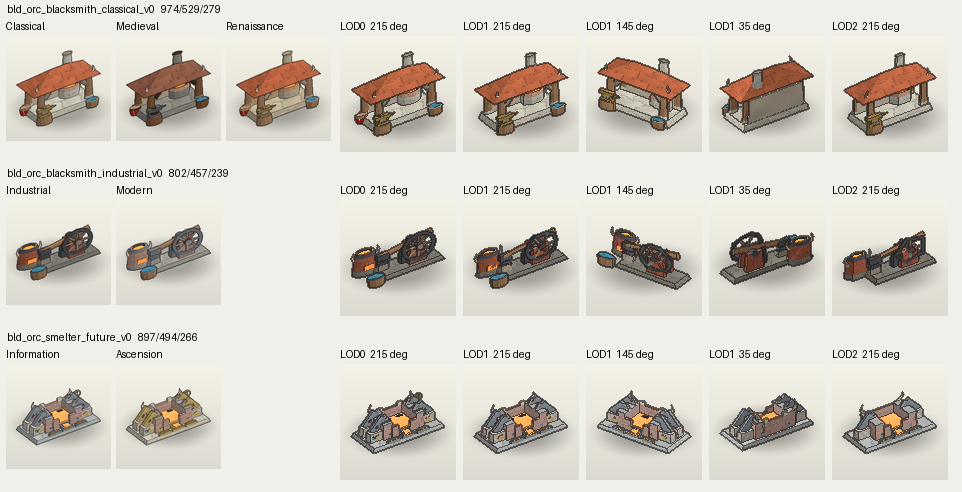 bld_orc_blacksmith_classical_v0 974/529/279
Classical Medieval Renaissance LOD0 215 deg LOD1 215 deg LOD1 145 deg LOD1 35 deg LOD2 215 deg
bld_orc_blacksmith_industrial_v0 802/457/239
Industrial Modern LOD0 215 deg LOD1 215 deg LOD1 145 deg LOD1 35 deg LOD2 215 deg
bld_orc_smelter_future_v0 897/494/266
Information Ascension LOD0 215 deg LOD1 215 deg LOD1 145 deg LOD1 35 deg LOD2 215 deg